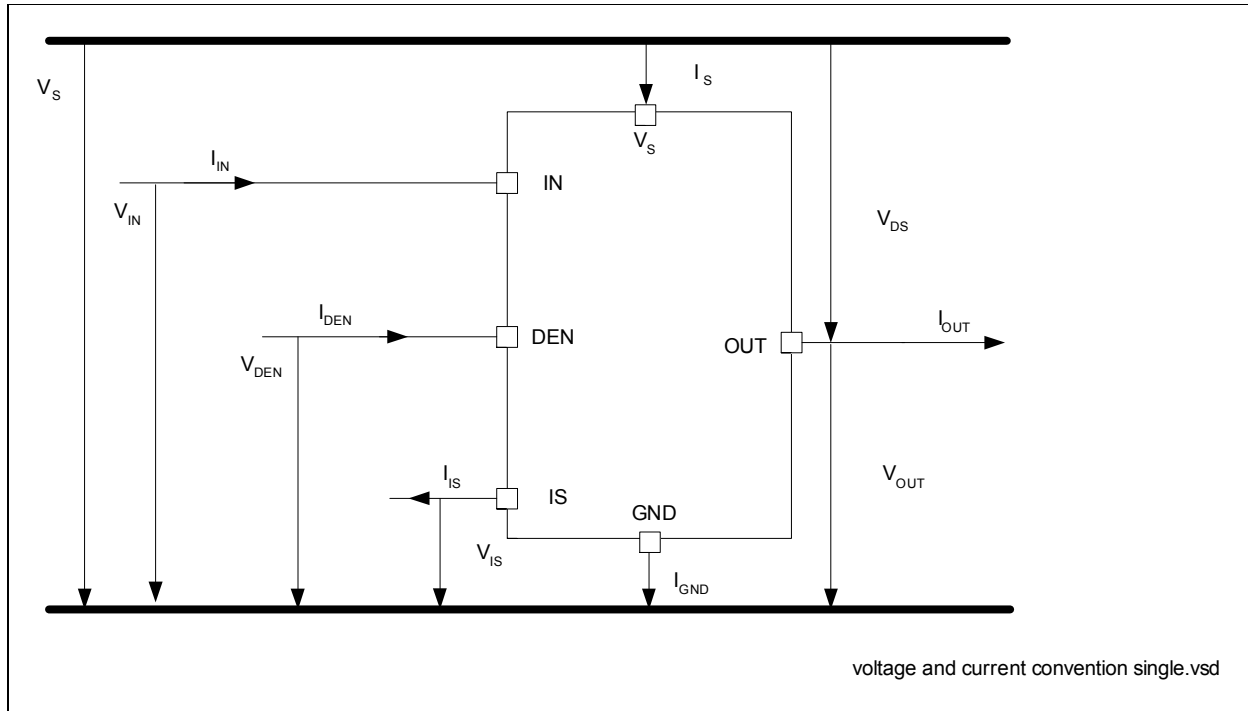 V_S
I_S
V_S
I_IN
IN
V_IN
V_DS
I_DEN
DEN
V_DEN
OUT
I_OUT
I_IS
IS
V_IS
GND
V_OUT
I_GND
voltage and current convention single.vsd